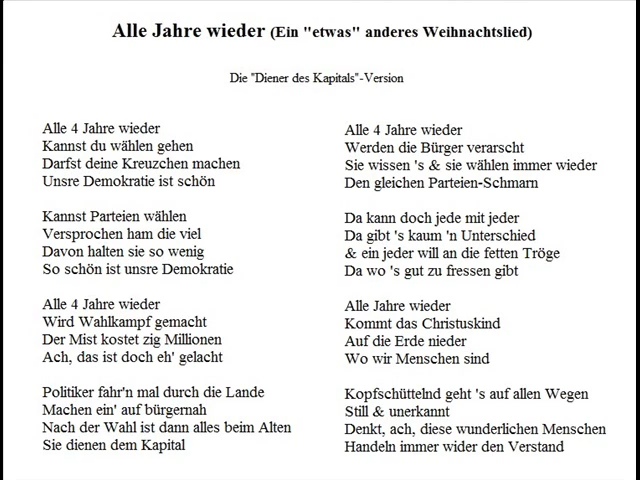 Alle Jahre wieder (Ein "etwas" anderes Weihnachtslied)
Die "Diener des Kapitals"-Version
Alle 4 Jahre wieder
Kannst du wählen gehen
Darfst deine Kreuzchen machen
Unsre Demokratie ist schön
Kannst Parteien wählen
Versprochen ham die viel
Davon halten sie so wenig
So schön ist unsre Demokratie
Alle 4 Jahre wieder
Wird Wahlkampf gemacht
Der Mist kostet zig Millionen
Ach, das ist doch eh' gelacht
Politiker fahr'n mal durch die Lande
Machen ein' auf bürgernah
Nach der Wahl ist dann alles beim Alten
Sie dienen dem Kapital
Alle 4 Jahre wieder
Werden die Bürger verarscht
Sie wissen 's & sie wählen immer wieder
Den gleichen Parteien-Schmarn
Da kann doch jede mit jeder
Da gibt 's kaum 'n Unterschied
& ein jeder will an die fetten Tröge
Da wo 's gut zu fressen gibt
Alle Jahre wieder
Kommt das Christuskind
Auf die Erde nieder
Wo wir Menschen sind
Kopfschüttelnd geht 's auf allen Wegen
Still & unerkannt
Denkt, ach, diese wunderlichen Menschen
Handeln immer wider den Verstand